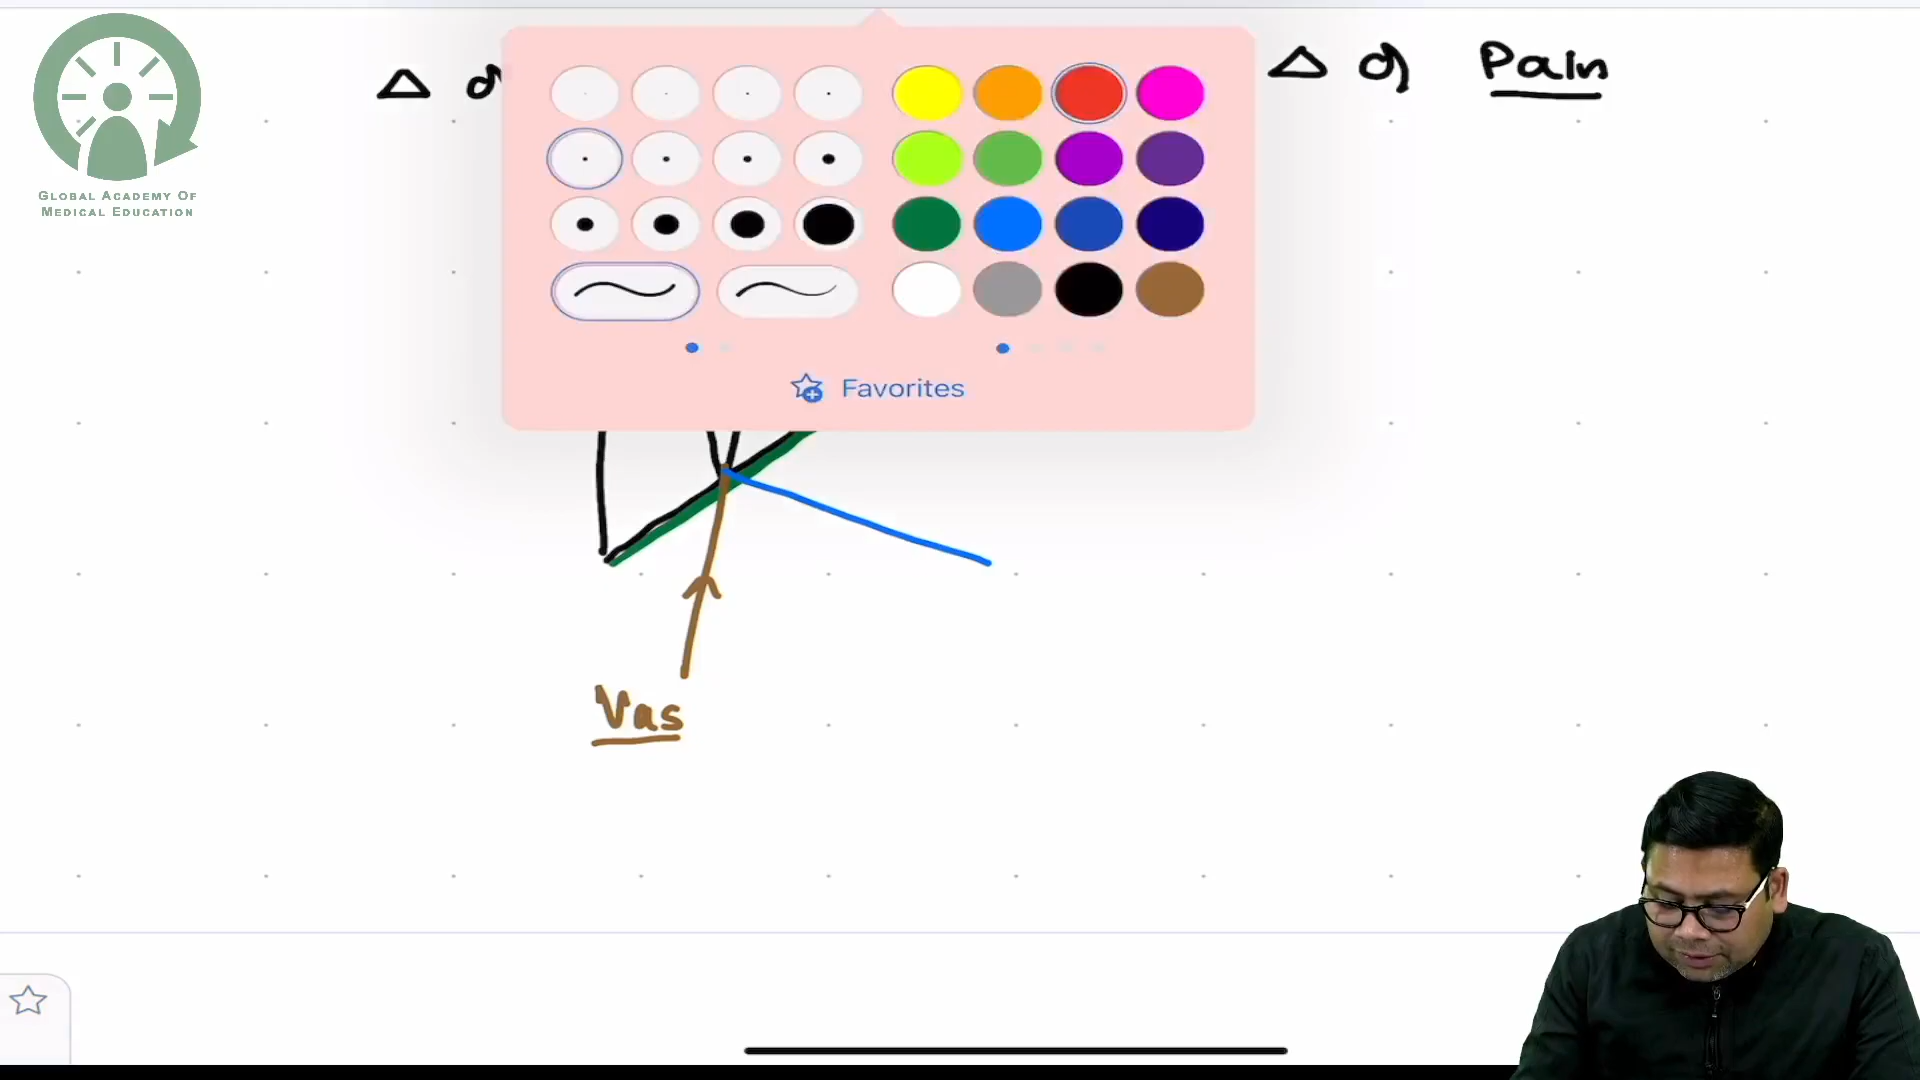 GLOBAL ACADEMY OF
MEDICAL EDUCATION
Δ
Δ of Pain
Favorites
Vas